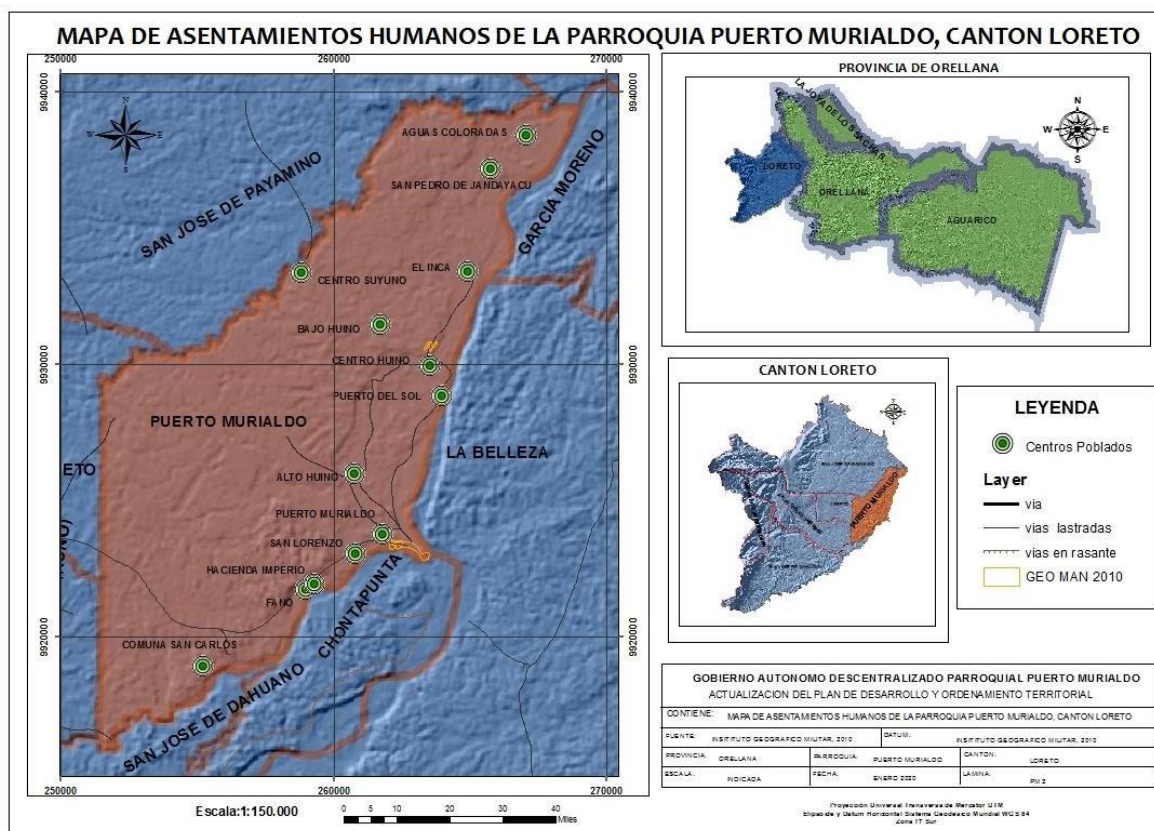 MAPA DE ASENTAMIENTOS HUMANOS DE LA PARROQUIA PUERTO MURIALDO, CANTON LORETO
250000 260000 270000
9940000 9940000
N
W E
S
AGUAS COLORADAS
SAN PEDRO DE JANDAYACU
SAN JOSE DE PAYAMINO
GARCIA MORENO
EL INCA
CENTRO SUYUNO
BAJO HUINO
CENTRO HUINO
9930000 9930000
PUERTO DEL SOL
PUERTO MURIALDO
LA BELLEZA
ETO
ALTO HUINO
PUERTO MURIALDO
SAN LORENZO
HACIENDA IMPERIO
FANO
CHONTAPUNTA
9920000 9920000
COMUNA SAN CARLOS
SAN JOSE DE DAHUANO
250000 260000 270000
Escala:1:150.000
0 5 10 20 30 40
Miles
PROVINCIA DE ORELLANA
LA JOYA DE LOS SACHAS
N
W E
S
LORETO
ORELLANA
AGUARICO
CANTON LORETO
PUERTO MURIALDO
LEYENDA
Centros Poblados
Layer
via
vias lastradas
vias en rasante
GEO MAN 2010
GOBIERNO AUTONOMO DESCENTRALIZADO PARROQUIAL PUERTO MURIALDO
ACTUALIZACION DEL PLAN DE DESARROLLO Y ORDENAMIENTO TERRITORIAL
CONTIENE: MAPA DE ASENTAMIENTOS HUMANOS DE LA PARROQUIA PUERTO MURIALDO, CANTON LORETO
FUENTE: INSTITUTO GEOGRAFICO MILITAR, 2010 DATUM: INSTITUTO GEOGRAFICO MILITAR, 2010
PROVINCIA: ORELLANA PARROQUIA: PUERTO MURIALDO CANTON: LORETO
ESCALA: INDICADA FECHA: ENERO 2020 LAMINA: PM 2
Proyección Universal Transversa de Mercator UTM
Elipsoide y Datum Horizontal Sistema Geodesico Mundial WGS 84
Zona 17 Sur